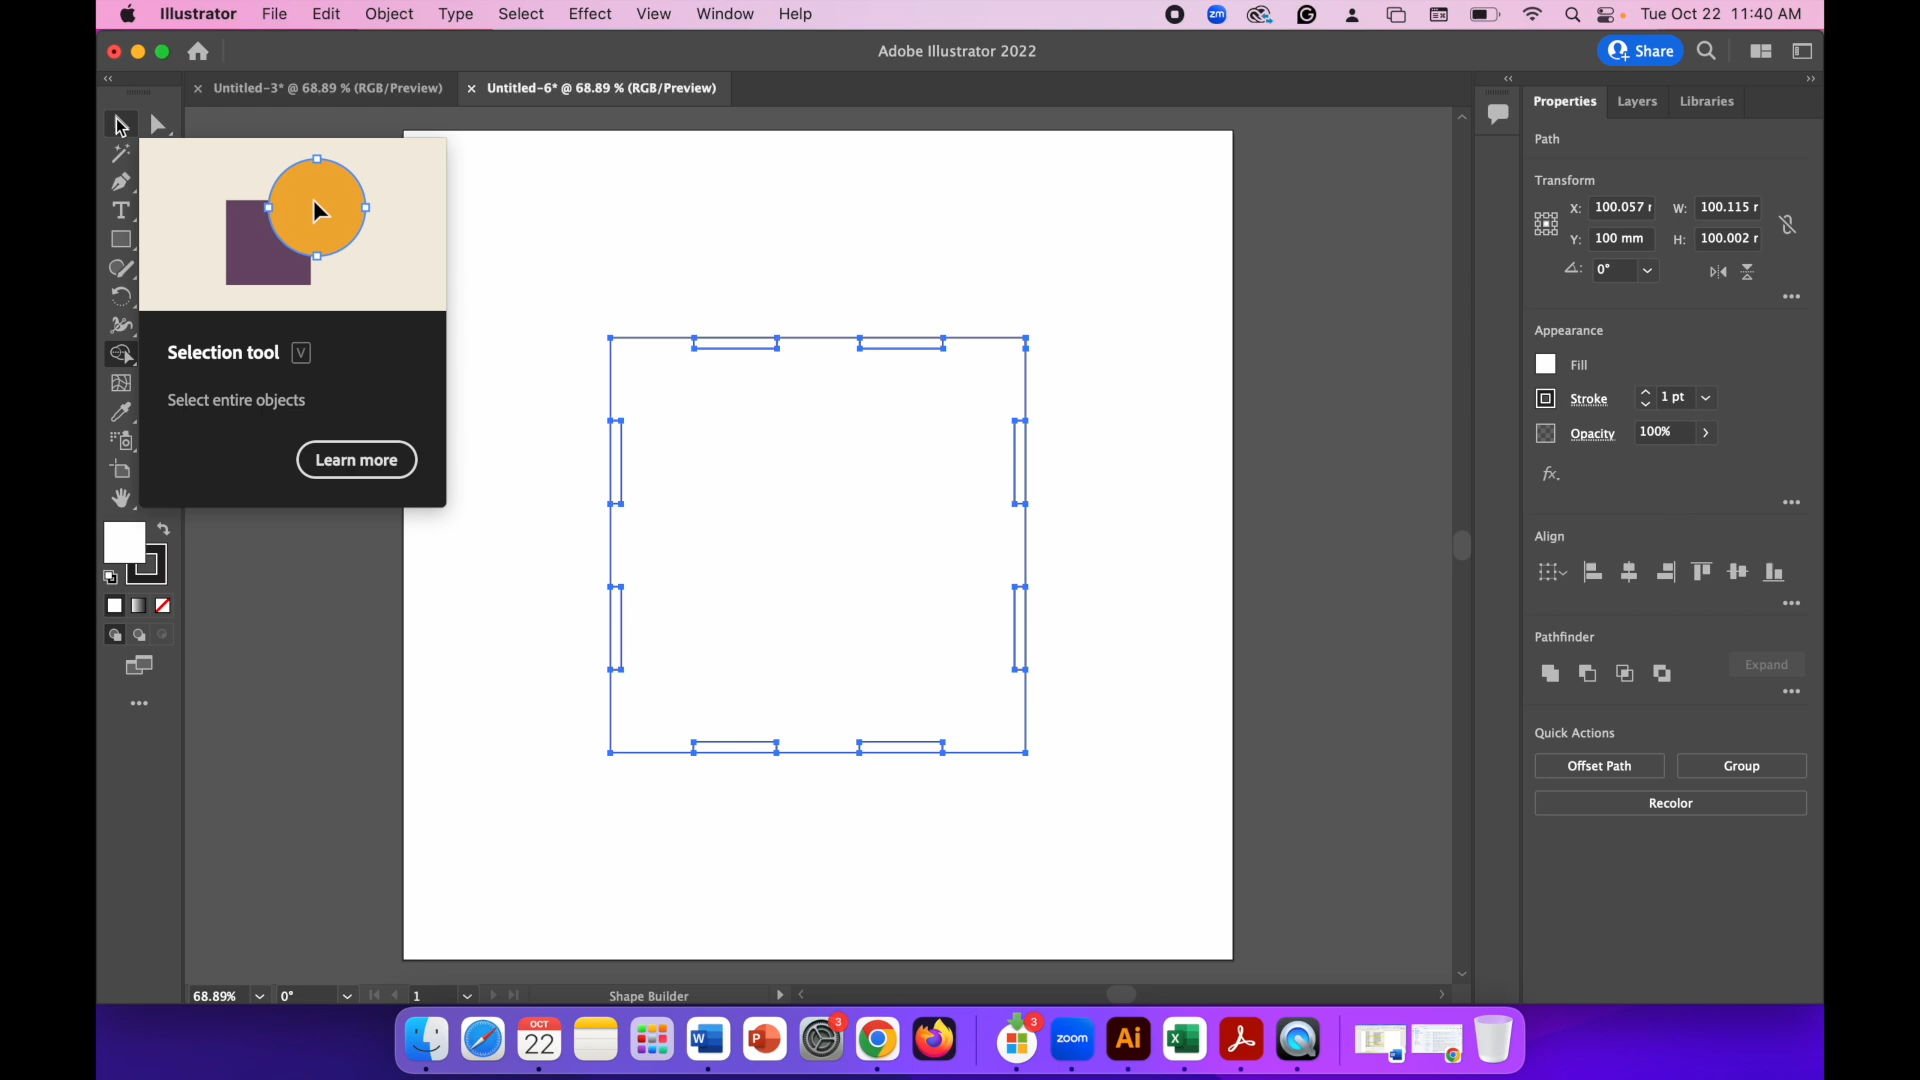 Illustrator File Edit Object Type Select Effect View Window Help zm Tue Oct 22 11:40 AM
Adobe Illustrator 2022
Share
Untitled-3* @ 68.89 % (RGB/Preview)
Untitled-6* @ 68.89 % (RGB/Preview)
Properties Layers Libraries
Path
Transform
X: 100.057 W: 100.115
Y: 100 mm H: 100.002
0°
Selection tool V
Select entire objects
Learn more
Appearance
Fill
Stroke 1 pt
Opacity 100%
fx.
Align
Pathfinder
Expand
Quick Actions
Offset Path Group
Recolor
68.89% 0° 1 Shape Builder
OCT
22
W
P
3
3
zoom
Ai
X